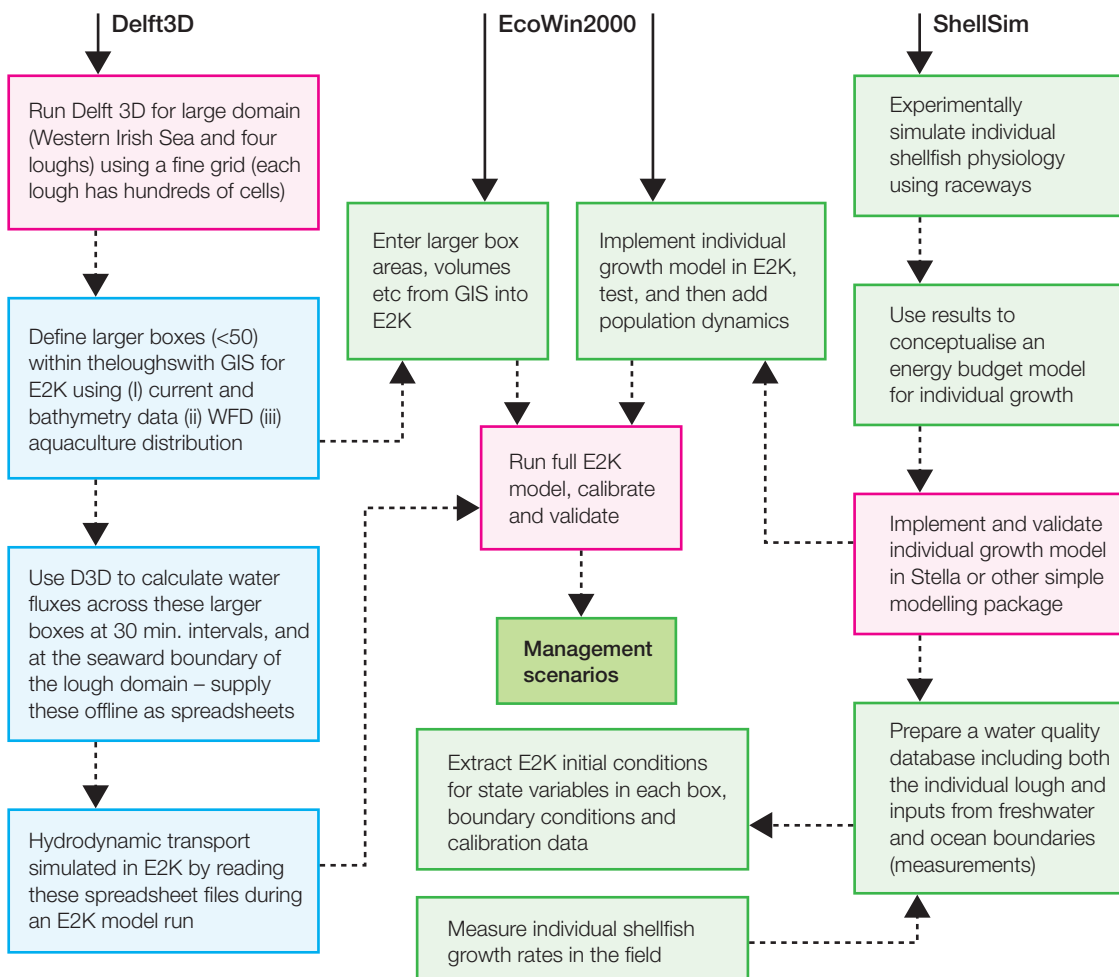 Delft3D
EcoWin2000
ShellSim
Run Delft 3D for large domain
(Western Irish Sea and four
loughs) using a fine grid (each
lough has hundreds of cells)
Define larger boxes (<50)
within theloughswith GIS for
E2K using (I) current and
bathymetry data (ii) WFD (iii)
aquaculture distribution
Use D3D to calculate water
fluxes across these larger
boxes at 30 min. intervals, and
at the seaward boundary of
the lough domain – supply
these offline as spreadsheets
Hydrodynamic transport
simulated in E2K by reading
these spreadsheet files during
an E2K model run
Enter larger box
areas, volumes
etc from GIS into
E2K
Implement individual
growth model in E2K,
test, and then add
population dynamics
Run full E2K
model, calibrate
and validate
Management
scenarios
Extract E2K initial conditions
for state variables in each box,
boundary conditions and
calibration data
Measure individual shellfish
growth rates in the field
Experimentally
simulate individual
shellfish physiology
using raceways
Use results to
conceptualise an
energy budget model
for individual growth
Implement and validate
individual growth model
in Stella or other simple
modelling package
Prepare a water quality
database including both
the individual lough and
inputs from freshwater
and ocean boundaries
(measurements)